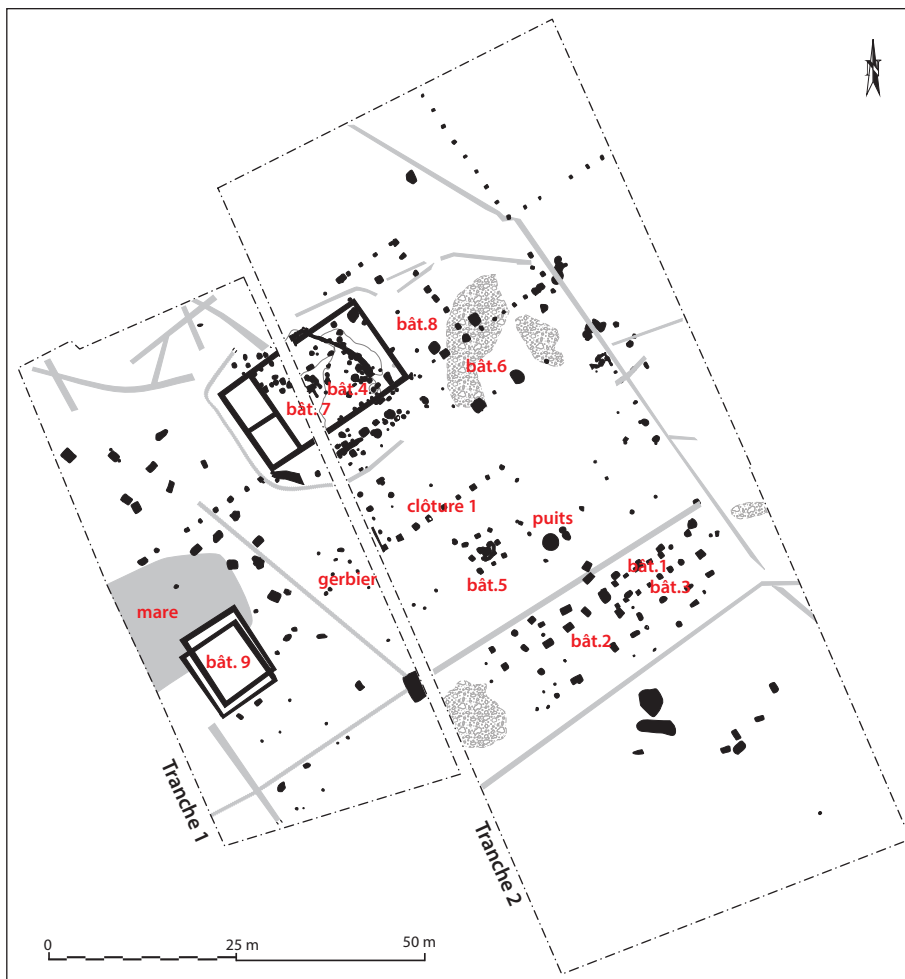 N
bât.8
bât.6
bât.4
bât. 7
clôture 1
puits
bât.1
gerbier
bât.5
bât.3
mare
bât.2
bât. 9
Tranche 1
Tranche 2
0
25 m
50 m